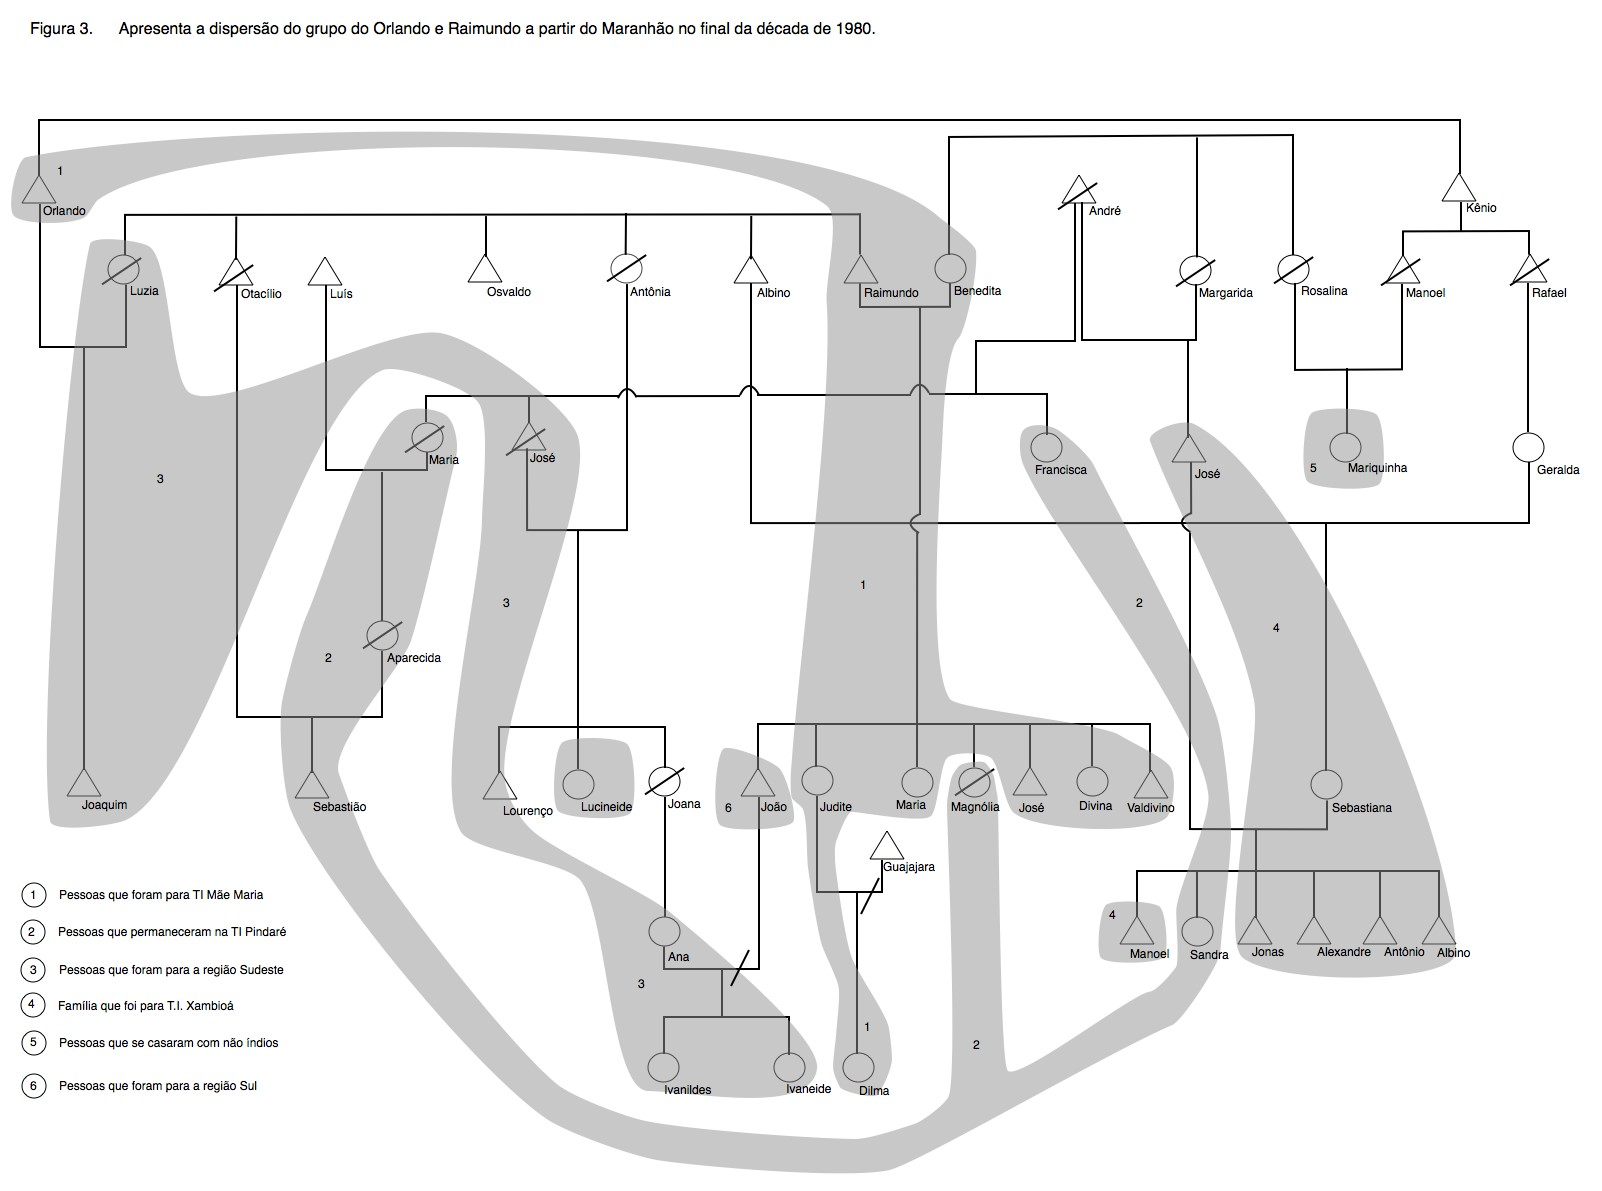 Figura 3. Apresenta a dispersão do grupo do Orlando e Raimundo a partir do Maranhão no final da década de 1980.
1
Orlando
André
Kênio
Luzia
Otacílio
Luís
Osvaldo
Antônia
Albino
Raimundo
Benedita
Margarida
Rosalina
Manoel
Rafael
3
Maria
José
Francisca
José
5
Mariquinha
Geralda
3
1
2
4
2
Aparecida
Joaquim
Sebastião
Lourenço
Lucineide
Joana
6
João
Judite
Maria
Magnólia
José
Divina
Valdivino
Sebastiana
Guajajara
4
Manoel
Sandra
Jonas
Alexandre
Antônio
Albino
Ana
3
1
2
Ivanildes
Ivaneide
Dilma
1 Pessoas que foram para TI Mãe Maria
2 Pessoas que permaneceram na TI Pindaré
3 Pessoas que foram para a região Sudeste
4 Família que foi para T.I. Xambioá
5 Pessoas que se casaram com não índios
6 Pessoas que foram para a região Sul